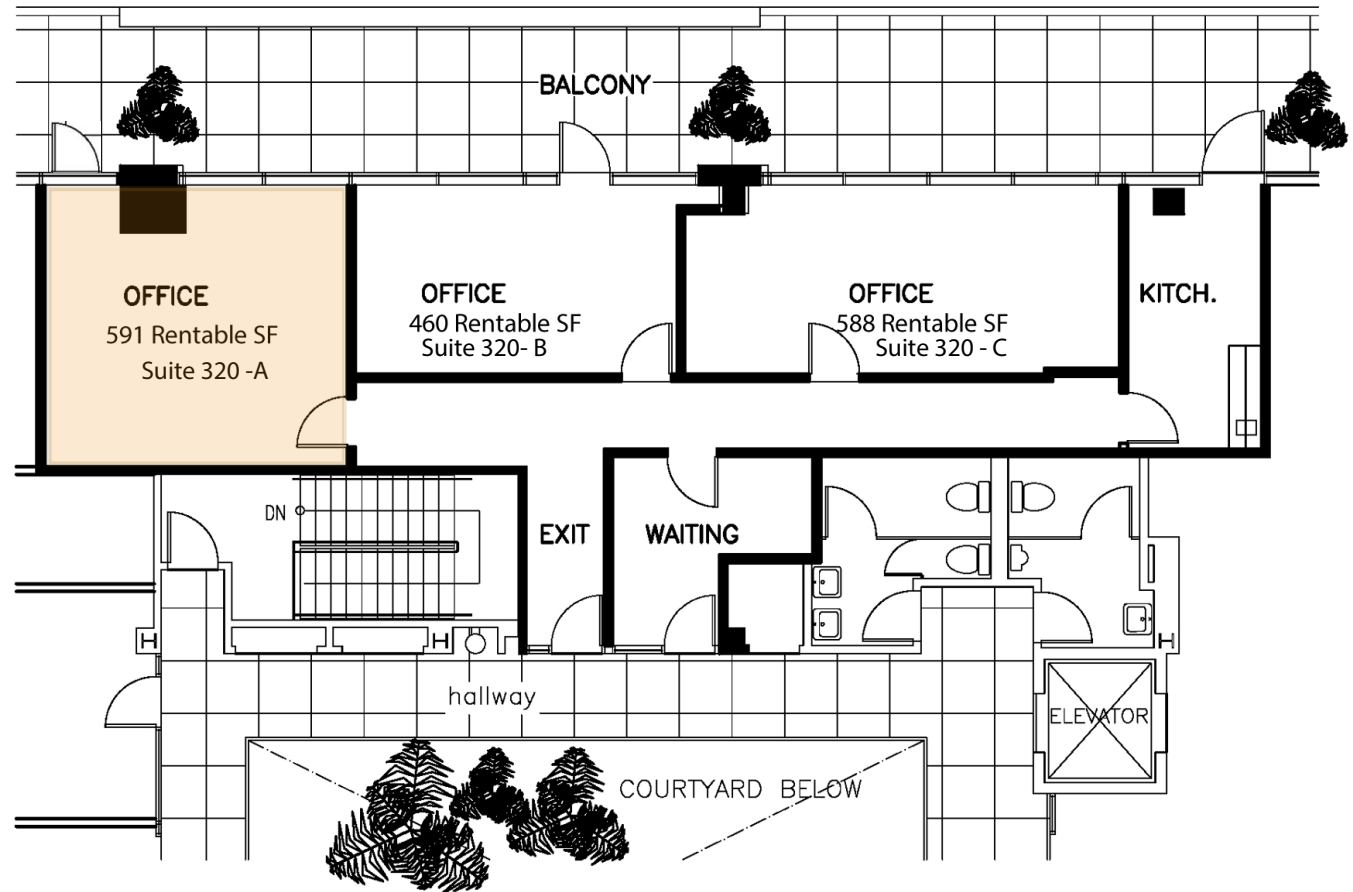 BALCONY
OFFICE
591 Rentable SF
Suite 320 -A
OFFICE
460 Rentable SF
Suite 320- B
OFFICE
588 Rentable SF
Suite 320 - C
KITCH.
DN
EXIT
WAITING
hallway
ELEVATOR
COURTYARD BELOW